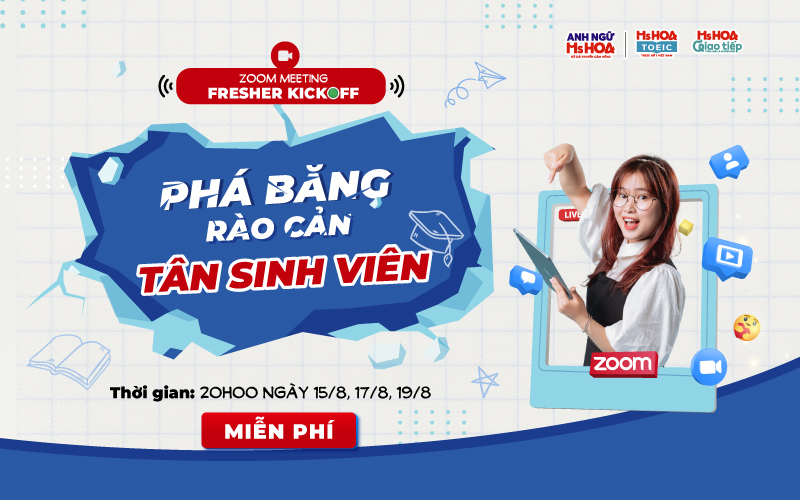 ANH NGỮ
MS HOA
MS HOA
TOEIC
MS HOA
Giao tiếp
ZOOM MEETING
FRESHER KICKOFF
PHÁ BĂNG
RÀO CẢN
TÂN SINH VIÊN
LIVE
zoom
Thời gian: 20H00 NGÀY 15/8, 17/8, 19/8
MIỄN PHÍ